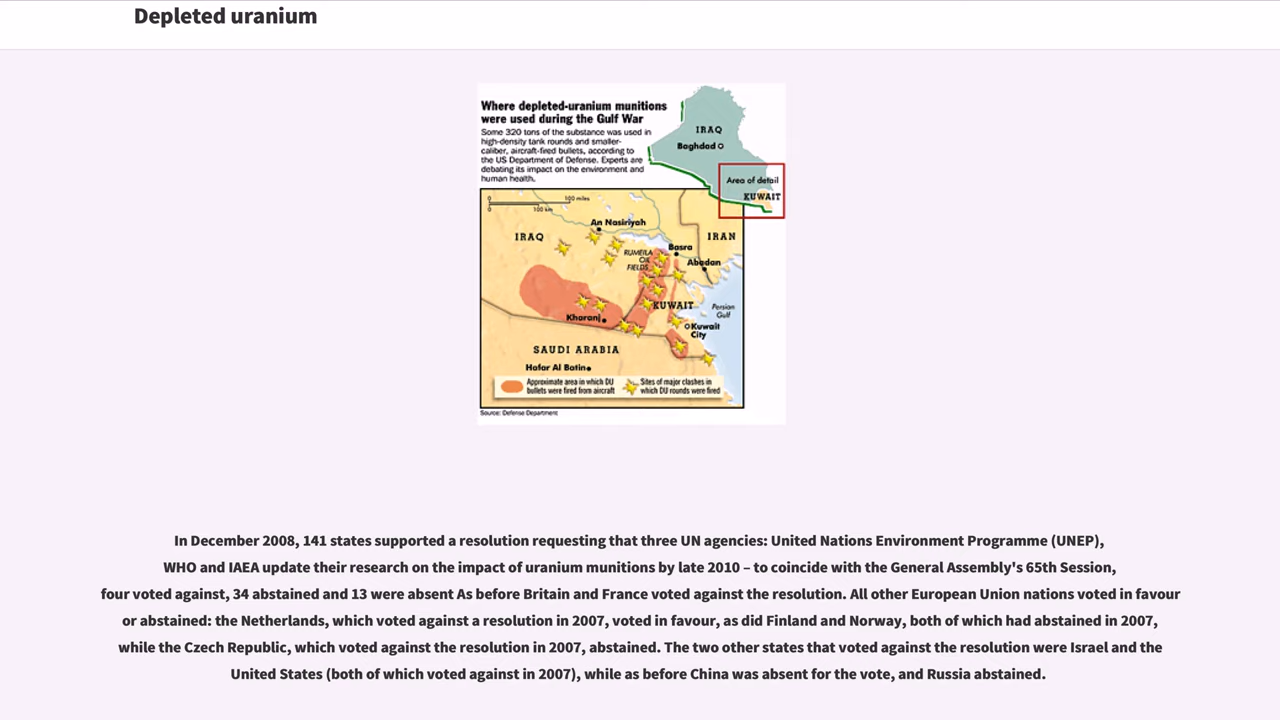 Depleted uranium
Where depleted-uranium munitions
were used during the Gulf War
Some 320 tons of the substance was used in
high-density tank rounds and smaller-
caliber, aircraft-fired bullets, according to
the US Department of Defense. Experts are
debating its impact on the environment and
human health.
IRAQ
Baghdad
Area of detail
KUWAIT
0 100 miles
0 100 km
An Nasiriyah
IRAQ
IRAN
Basra
RUMEILA
OIL
FIELDS
Abadan
KUWAIT
Persian
Gulf
Kharanj
Kuwait
City
SAUDI ARABIA
Hafar Al Batin
Approximate area in which DU
bullets were fired from aircraft
Sites of major clashes in
which DU rounds were fired
Source: Defense Department
In December 2008, 141 states supported a resolution requesting that three UN agencies: United Nations Environment Programme (UNEP),
WHO and IAEA update their research on the impact of uranium munitions by late 2010 – to coincide with the General Assembly's 65th Session,
four voted against, 34 abstained and 13 were absent As before Britain and France voted against the resolution. All other European Union nations voted in favour
or abstained: the Netherlands, which voted against a resolution in 2007, voted in favour, as did Finland and Norway, both of which had abstained in 2007,
while the Czech Republic, which voted against the resolution in 2007, abstained. The two other states that voted against the resolution were Israel and the
United States (both of which voted against in 2007), while as before China was absent for the vote, and Russia abstained.